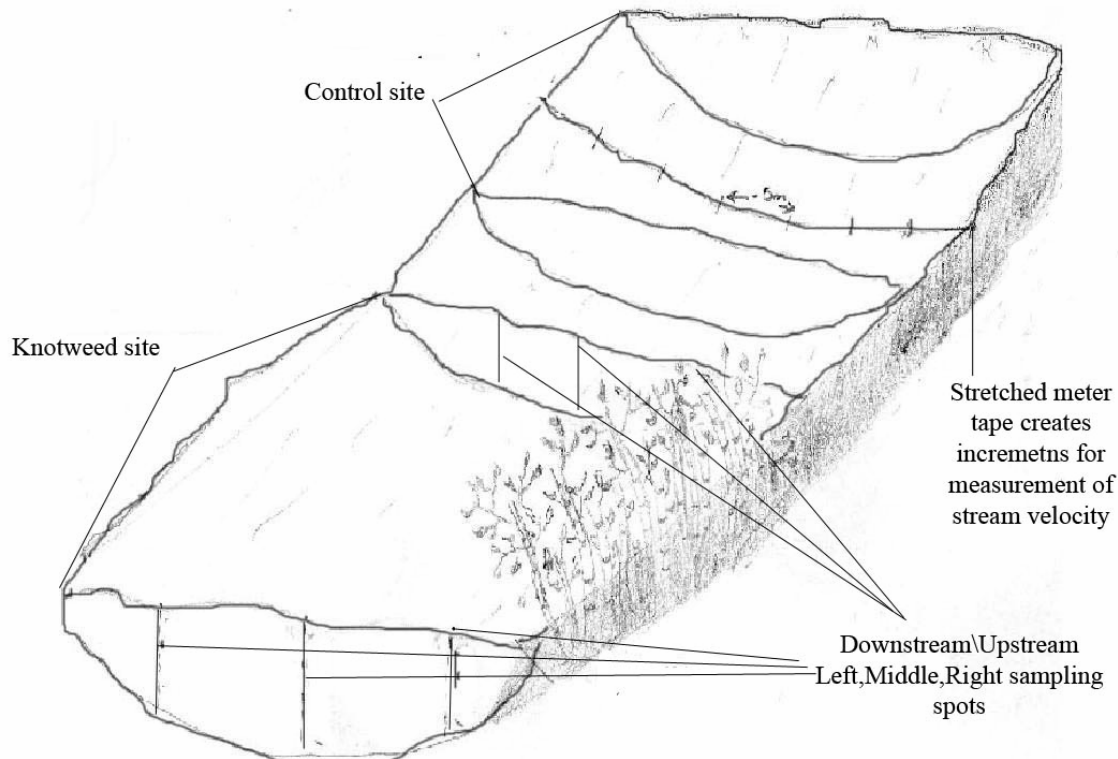 Control site
5m
Knotweed site
Stretched meter
tape creates
incremetns for
measurement of
stream velocity
Downstream\Upstream
Left,Middle,Right sampling
spots